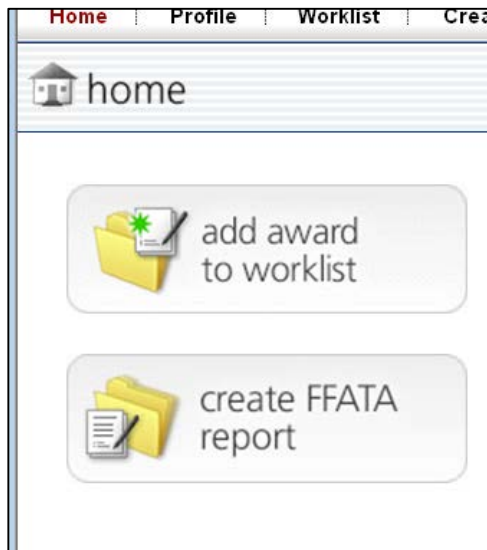 Home Profile Worklist
home
add award
to worklist
create FFATA
report